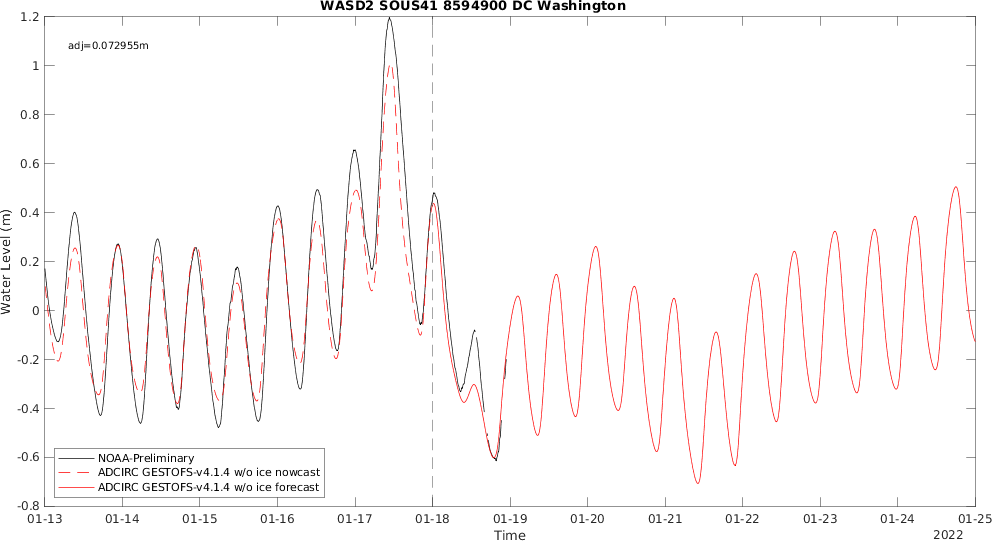 WASD2 SOUS41 8594900 DC Washington
1.2
1
0.8
0.6
0.4
0.2
0
-0.2
-0.4
-0.6
-0.8
Water Level (m)
adj=0.072955m
NOAA-Preliminary
ADCIRC GESTOFS-v4.1.4 w/o ice nowcast
ADCIRC GESTOFS-v4.1.4 w/o ice forecast
01-13 01-14 01-15 01-16 01-17 01-18 01-19 01-20 01-21 01-22 01-23 01-24 01-25
Time
2022